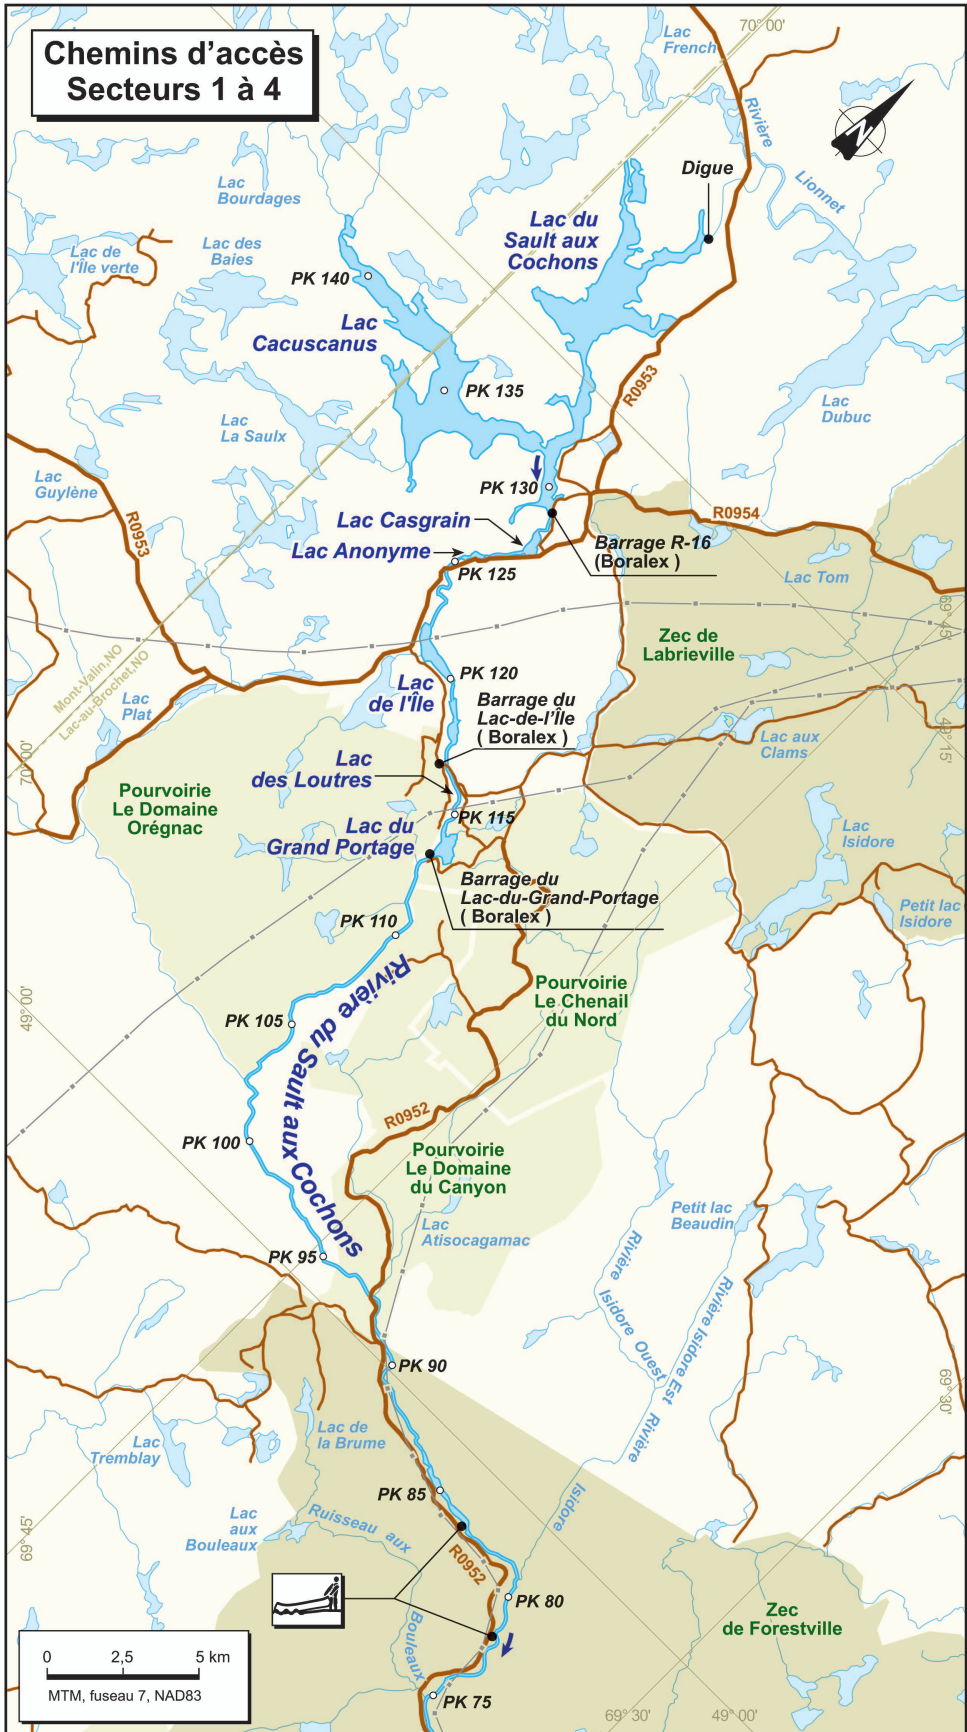 Chemins d'accès
Secteurs 1 à 4
70° 00'
Lac
French
Rivière
Lionnet
N
Digue
Lac
Bourdages
Lac du
Sault aux
Cochons
Lac de
l'Île verte
Lac des
Baies
PK 140
Lac
Cacuscanus
PK 135
R0953
Lac
Dubuc
Lac
La Saulx
Lac
Guylène
PK 130
R0953
Lac Casgrain
R0954
Lac Anonyme
Barrage R-16
(Boralex )
PK 125
Lac Tom
69° 45'
Zec de
Labrieville
Mont-Valin,NO
Lac-au-Brochet,NO
PK 120
Lac
de l'Île
Lac
Plat
Barrage du
Lac-de-l'Île
( Boralex )
49° 15'
Lac aux
Clams
70° 00'
Lac
des Loutres
Pourvoirie
Le Domaine
Orégnac
PK 115
Lac du
Grand Portage
Lac
Isidore
Barrage du
Lac-du-Grand-Portage
( Boralex )
Petit lac
Isidore
PK 110
Pourvoirie
Le Chenail
du Nord
49° 00'
PK 105
Rivière du Sault aux Cochons
R0952
PK 100
Pourvoirie
Le Domaine
du Canyon
Petit lac
Beaudin
Lac
Atisocagamac
PK 95
Rivière
Isidore Ouest
Rivière Isidore Est
PK 90
69° 30'
Lac de
la Brume
Lac
Tremblay
Rivière
Isidore
PK 85
Lac
aux
Bouleaux
Ruisseau aux
Bouleaux
69° 45'
R0952
PK 80
Zec
de Forestville
0 2,5 5 km
MTM, fuseau 7, NAD83
PK 75
69° 30'
49° 00'